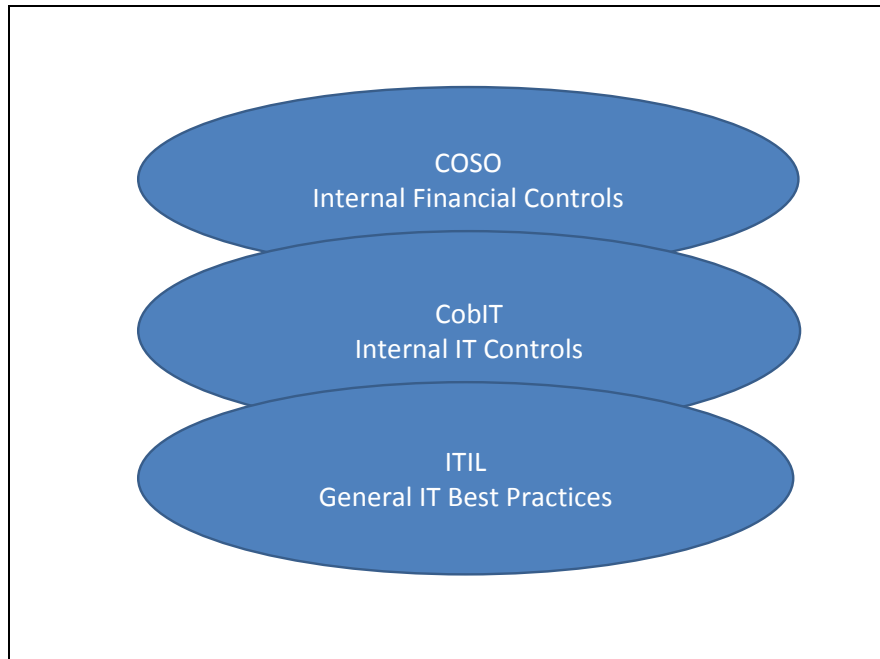 COSO
Internal Financial Controls
CobIT
Internal IT Controls
ITIL
General IT Best Practices